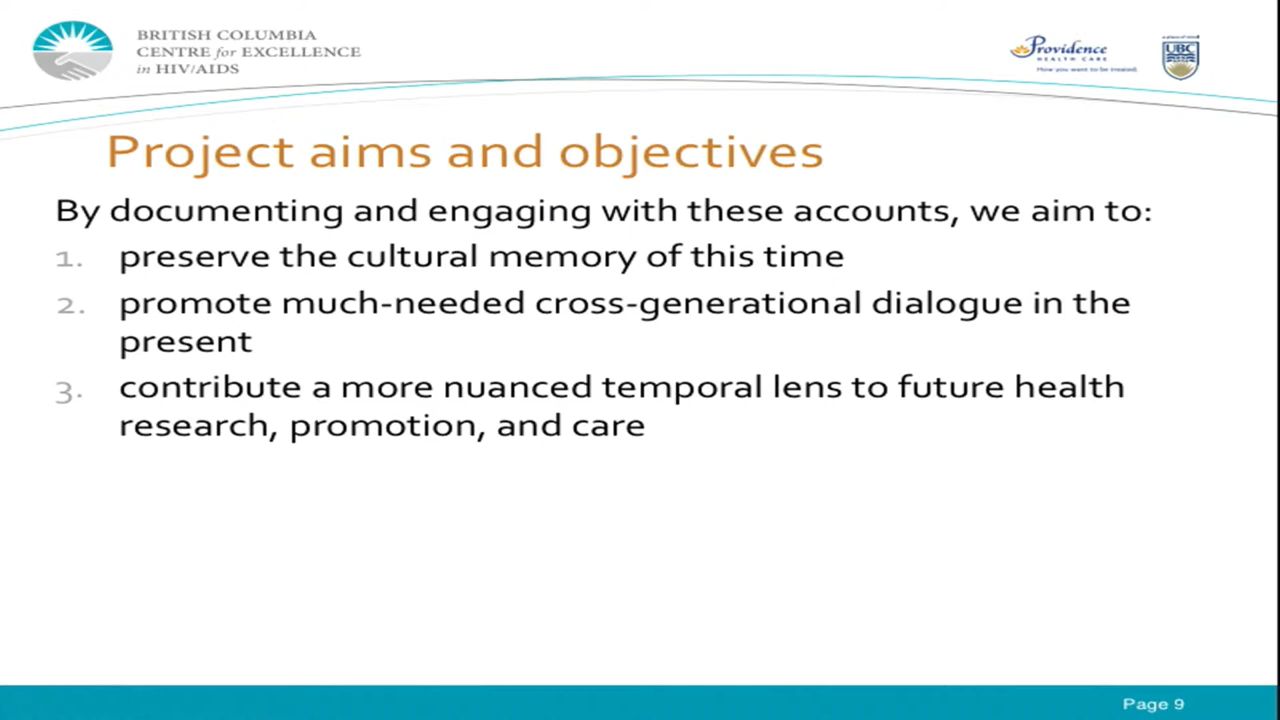 BRITISH COLUMBIA
CENTRE for EXCELLENCE
in HIV/AIDS
Providence
HEALTH CARE
How you want to be treated.
a place of mind
UBC
Project aims and objectives
By documenting and engaging with these accounts, we aim to:
1. preserve the cultural memory of this time
2. promote much-needed cross-generational dialogue in the
present
3. contribute a more nuanced temporal lens to future health
research, promotion, and care
Page 9